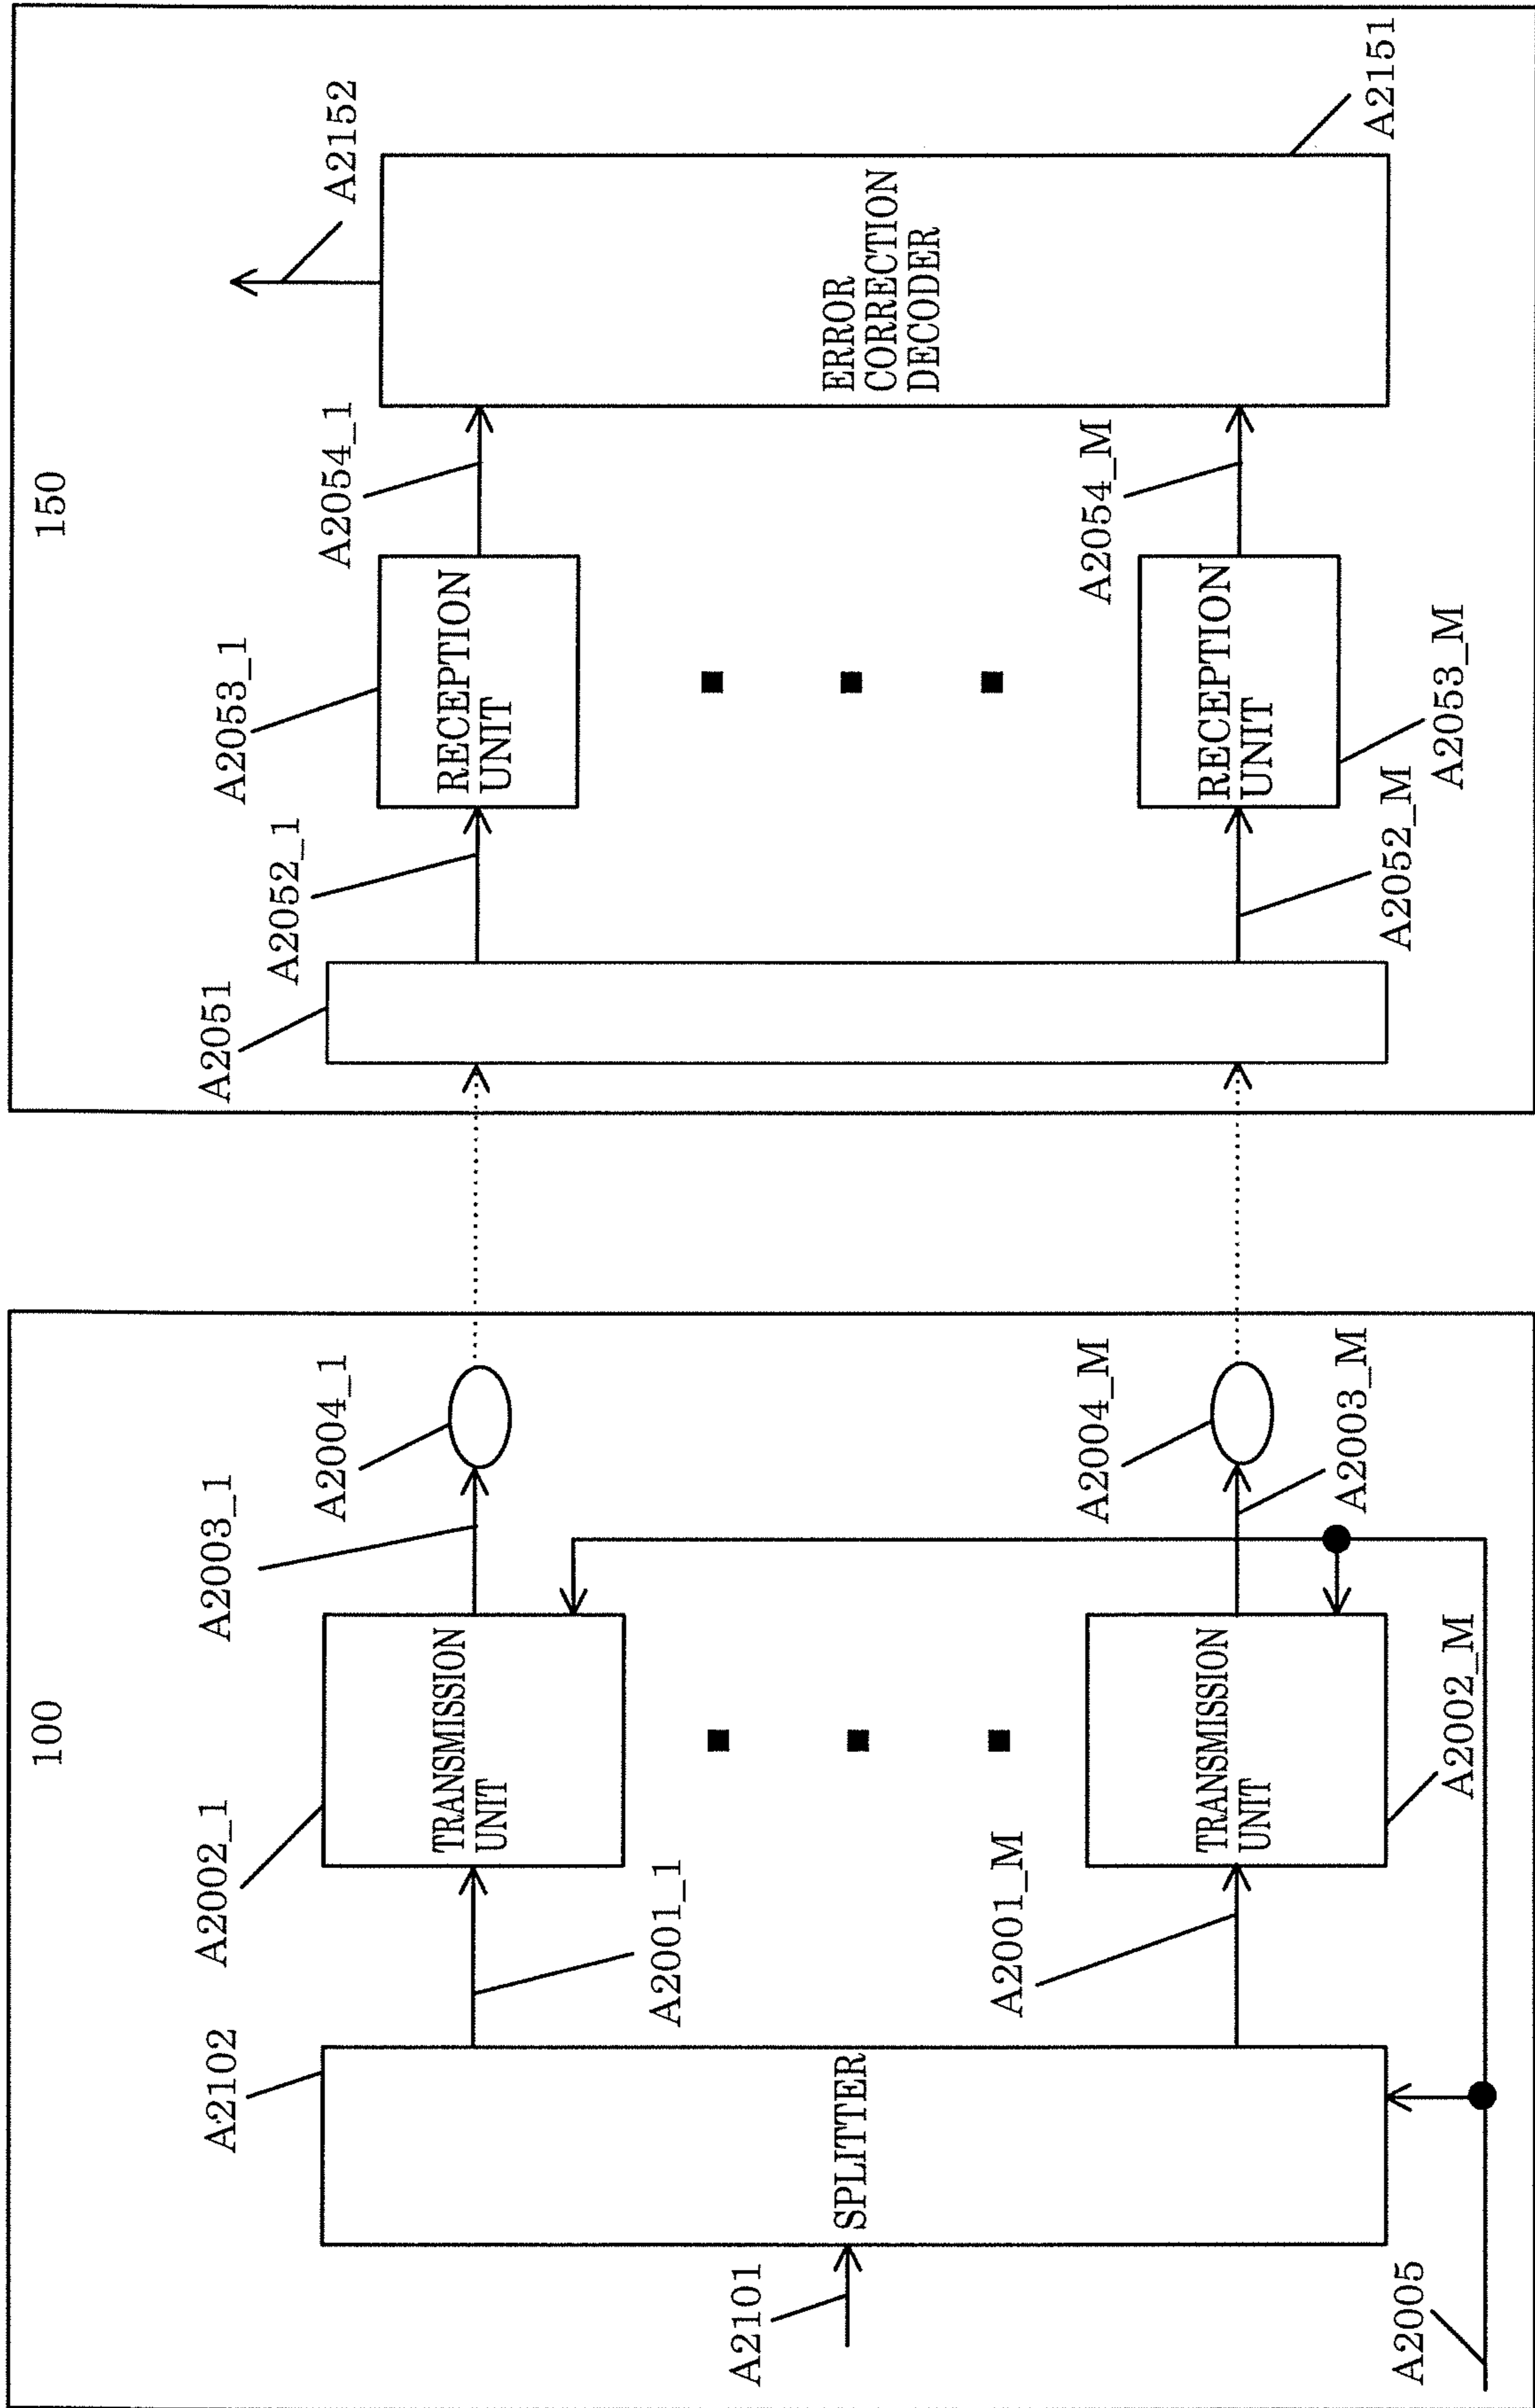 100
A2101
A2102
SPLITTER
A2005
A2001_1
A2001_M
A2002_1
TRANSMISSION
UNIT
TRANSMISSION
UNIT
A2002_M
A2003_1
A2003_M
A2004_1
A2004_M
150
A2051
A2052_1
A2052_M
A2053_1
RECEPTION
UNIT
RECEPTION
UNIT
A2053_M
A2054_1
A2054_M
ERROR
CORRECTION
DECODER
A2151
A2152